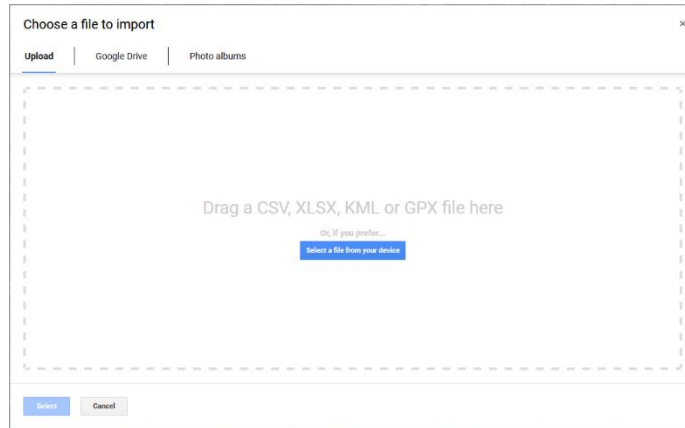 Choose a file to import
×
Upload
Google Drive
Photo albums
Drag a CSV, XLSX, KML or GPX file here
Or, if you prefer...
Select a file from your device
Select
Cancel